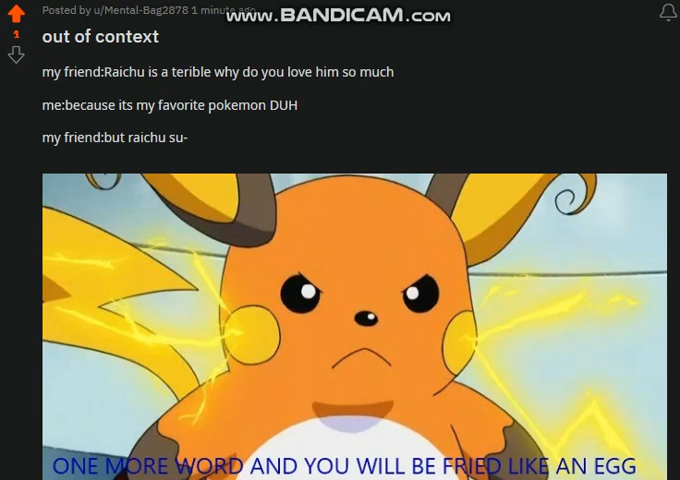 Posted by u/Mental-Bag2878 1 minute ago
www.BANDICAM.com
1
out of context
my friend:Raichu is a terible why do you love him so much
me:because its my favorite pokemon DUH
my friend:but raichu su-
ONE MORE WORD AND YOU WILL BE FRIED LIKE AN EGG